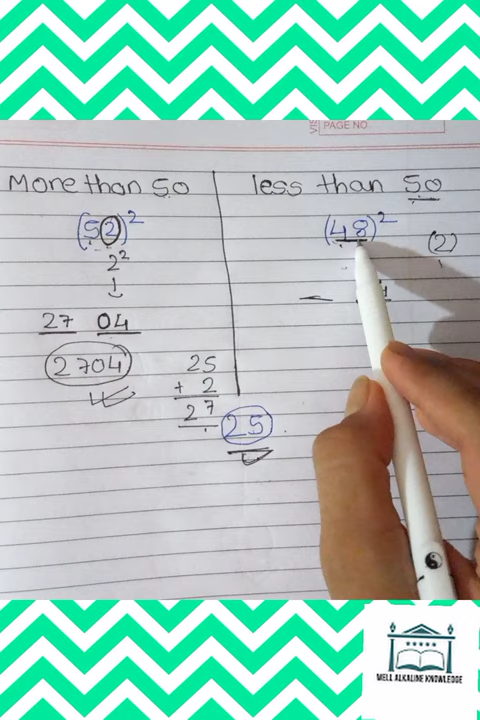 PAGE NO
More than 50
(52)²
2²
27 04
2704
25
+ 2
27
25
less than 50
(48)²
(2)
WELL ALKALINE KNOWLEDGE